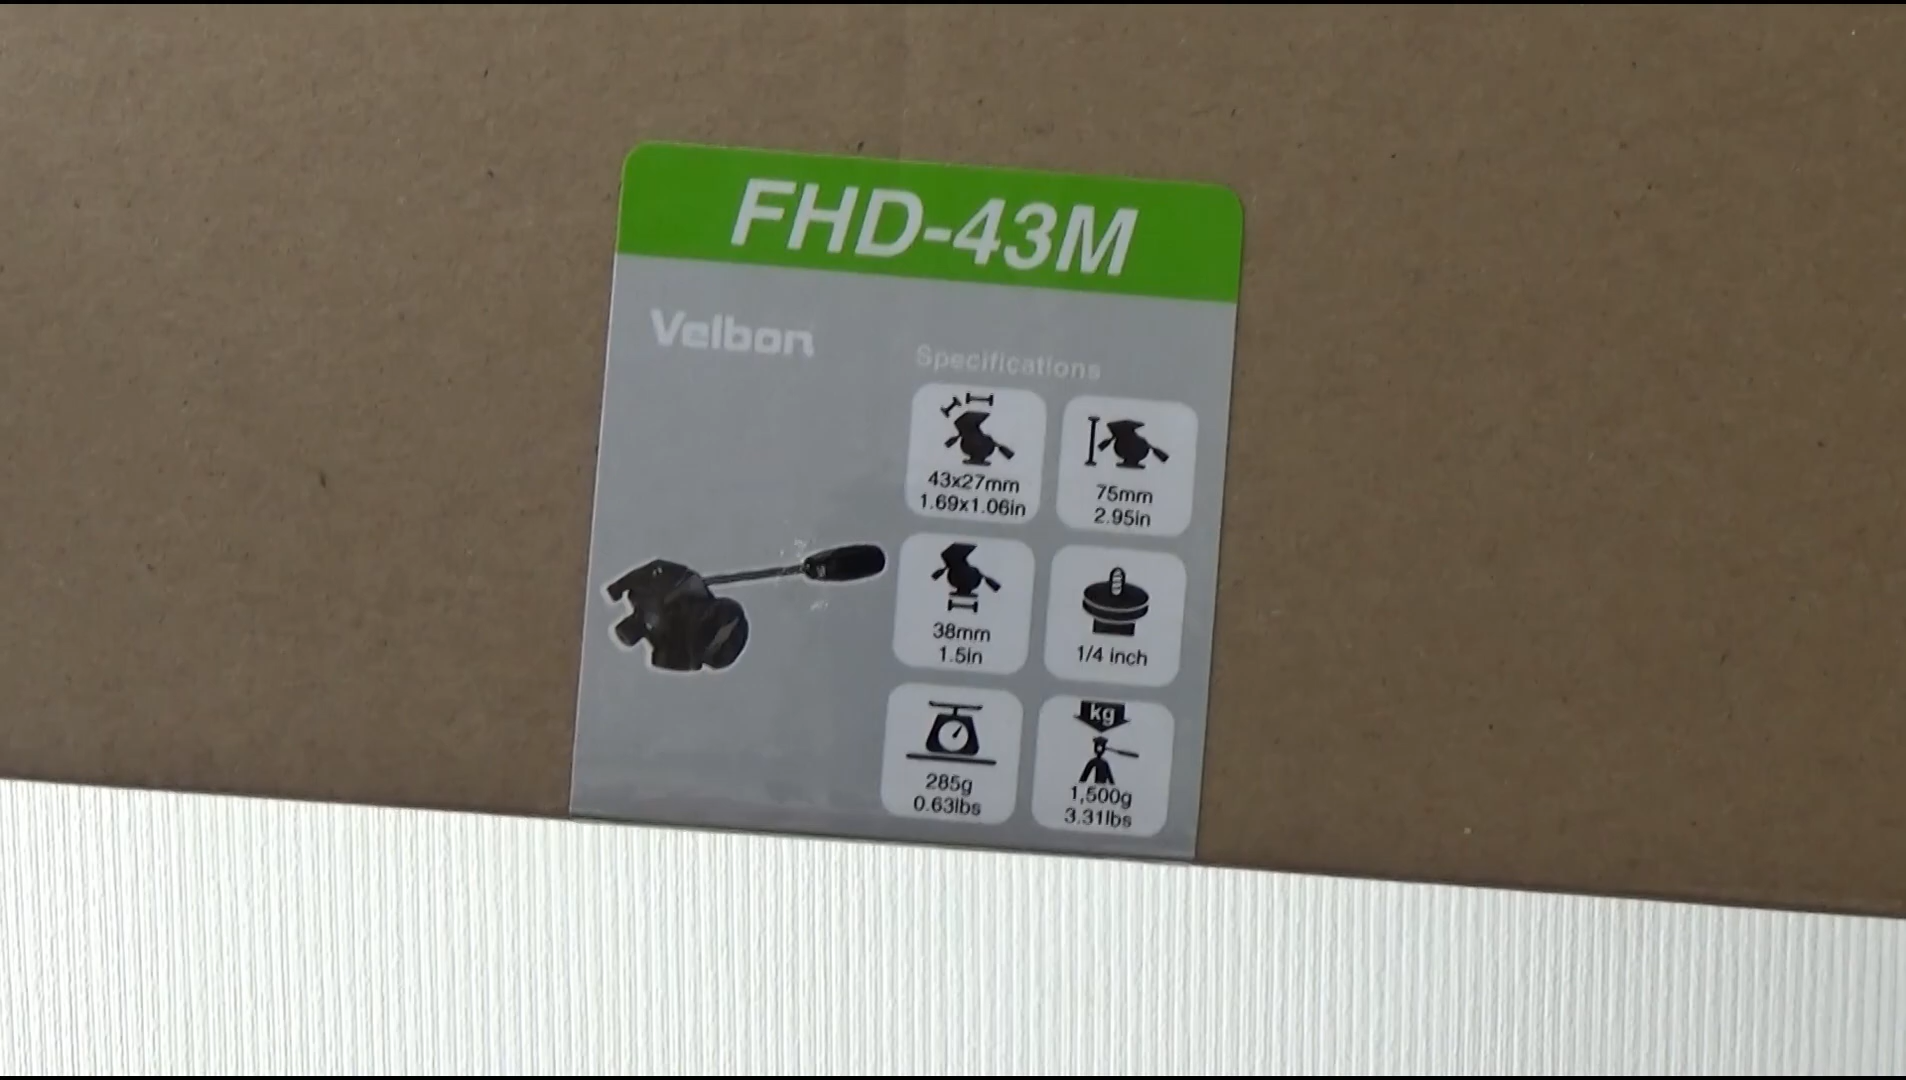 FHD-43M
Velbon
Specifications
43x27mm
1.69x1.06in
75mm
2.95in
38mm
1.5in
1/4 inch
285g
0.63lbs
kg
1,500g
3.31lbs